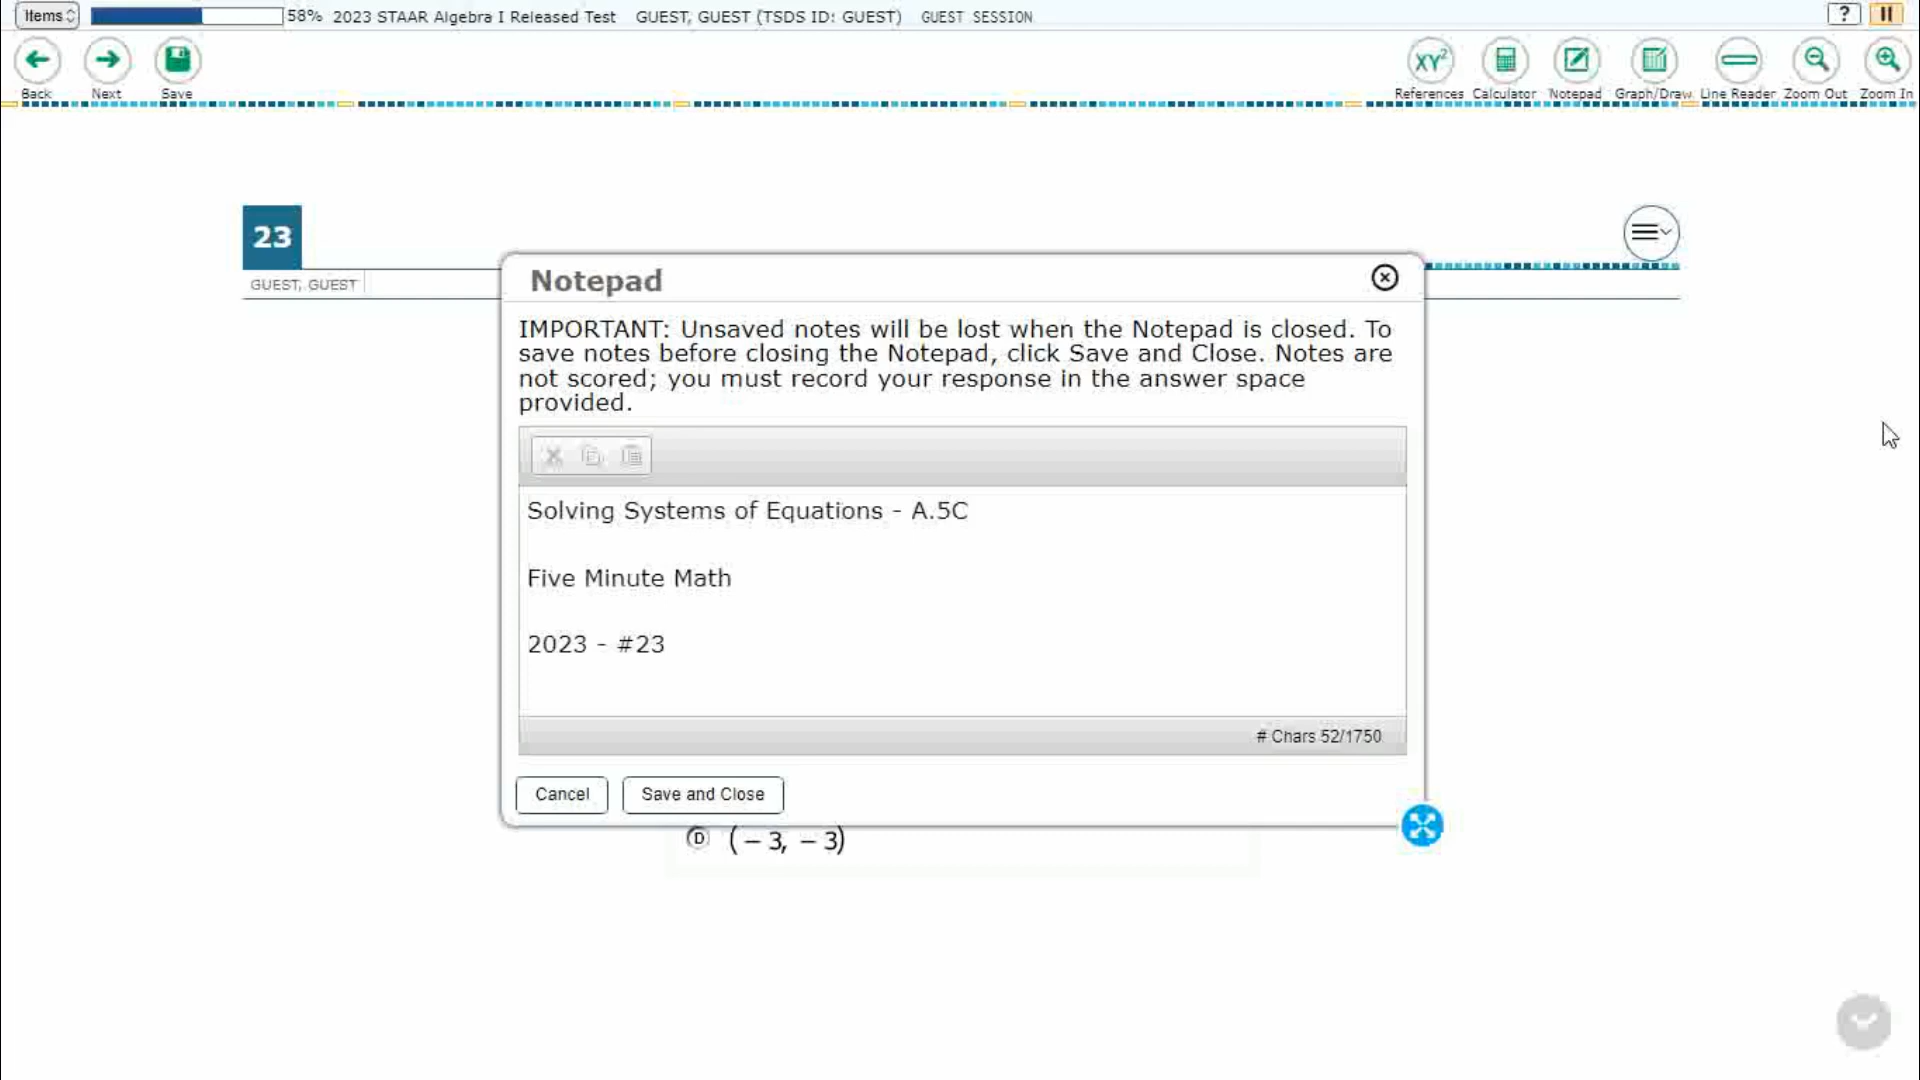 Items 58% 2023 STAAR Algebra I Released Test GUEST, GUEST (TSDS ID: GUEST) GUEST SESSION ?
Back Next Save XY² References Calculator Notepad Graph/Draw Line Reader Zoom Out Zoom In
23
GUEST, GUEST
Notepad
IMPORTANT: Unsaved notes will be lost when the Notepad is closed. To
save notes before closing the Notepad, click Save and Close. Notes are
not scored; you must record your response in the answer space
provided.
Solving Systems of Equations - A.5C
Five Minute Math
2023 - #23
# Chars 52/1750
Cancel Save and Close
D (− 3, − 3)